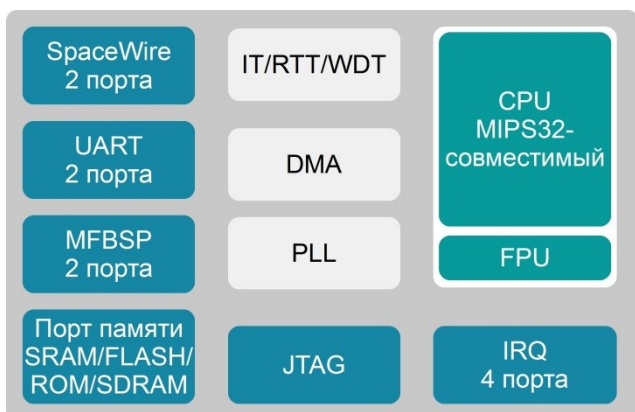 SpaceWire
2 порта
IT/RTT/WDT
CPU
MIPS32-
совместимый
UART
2 порта
DMA
MFBSP
2 порта
PLL
FPU
Порт памяти
SRAM/FLASH/
ROM/SDRAM
JTAG
IRQ
4 порта